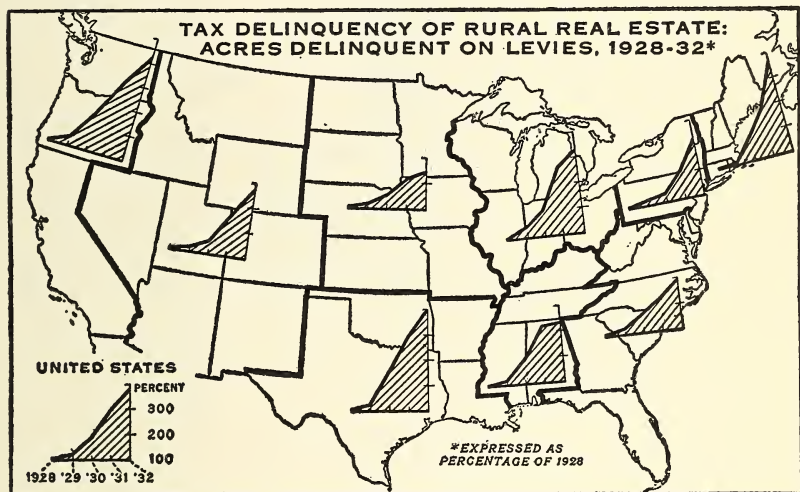 TAX DELINQUENCY OF RURAL REAL ESTATE:
ACRES DELINQUENT ON LEVIES, 1928-32*
UNITED STATES
PERCENT
300
200
100
1928 '29 '30 '31 '32
*EXPRESSED AS
PERCENTAGE OF 1928